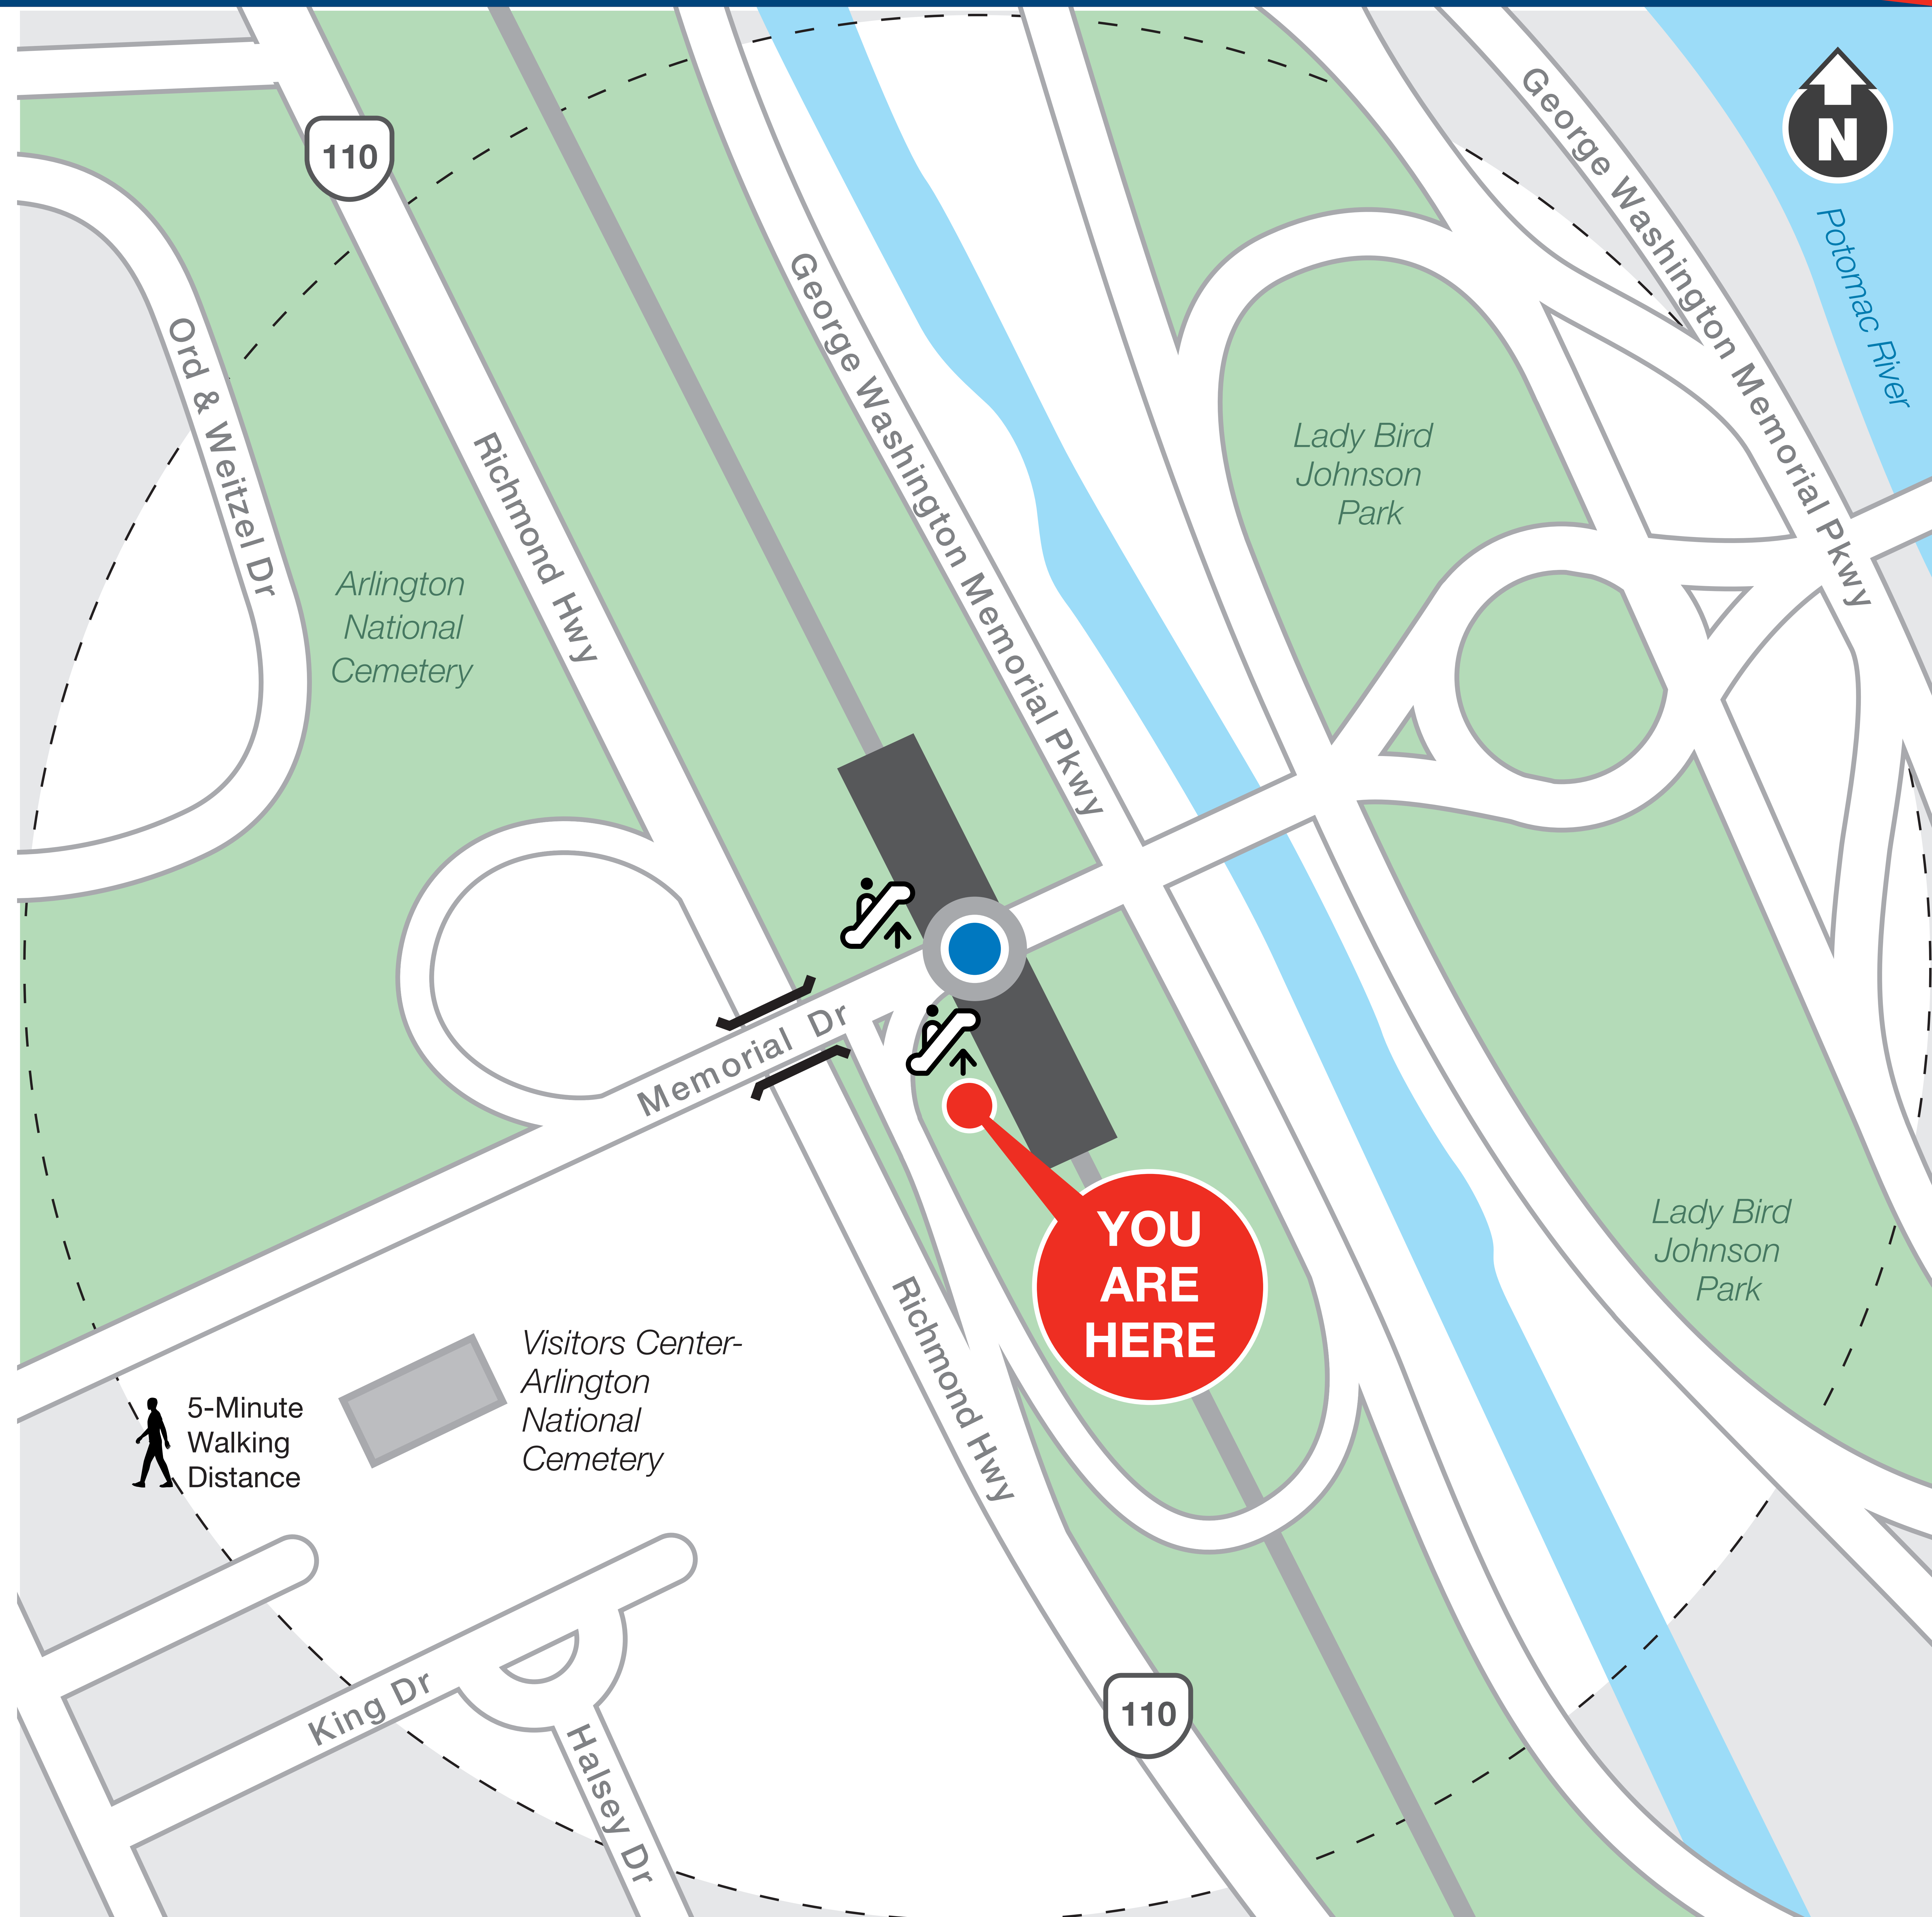 110
N
George Washington Memorial Pkwy
Potomac River
George Washington Memorial Pkwy
Ord & Weitzel Dr
Richmond Hwy
Lady Bird
Johnson
Park
Arlington
National
Cemetery
Memorial Dr
YOU
ARE
HERE
Lady Bird
Johnson
Park
Richmond Hwy
Visitors Center-
Arlington
National
Cemetery
5-Minute
Walking
Distance
King Dr
Halsey Dr
110